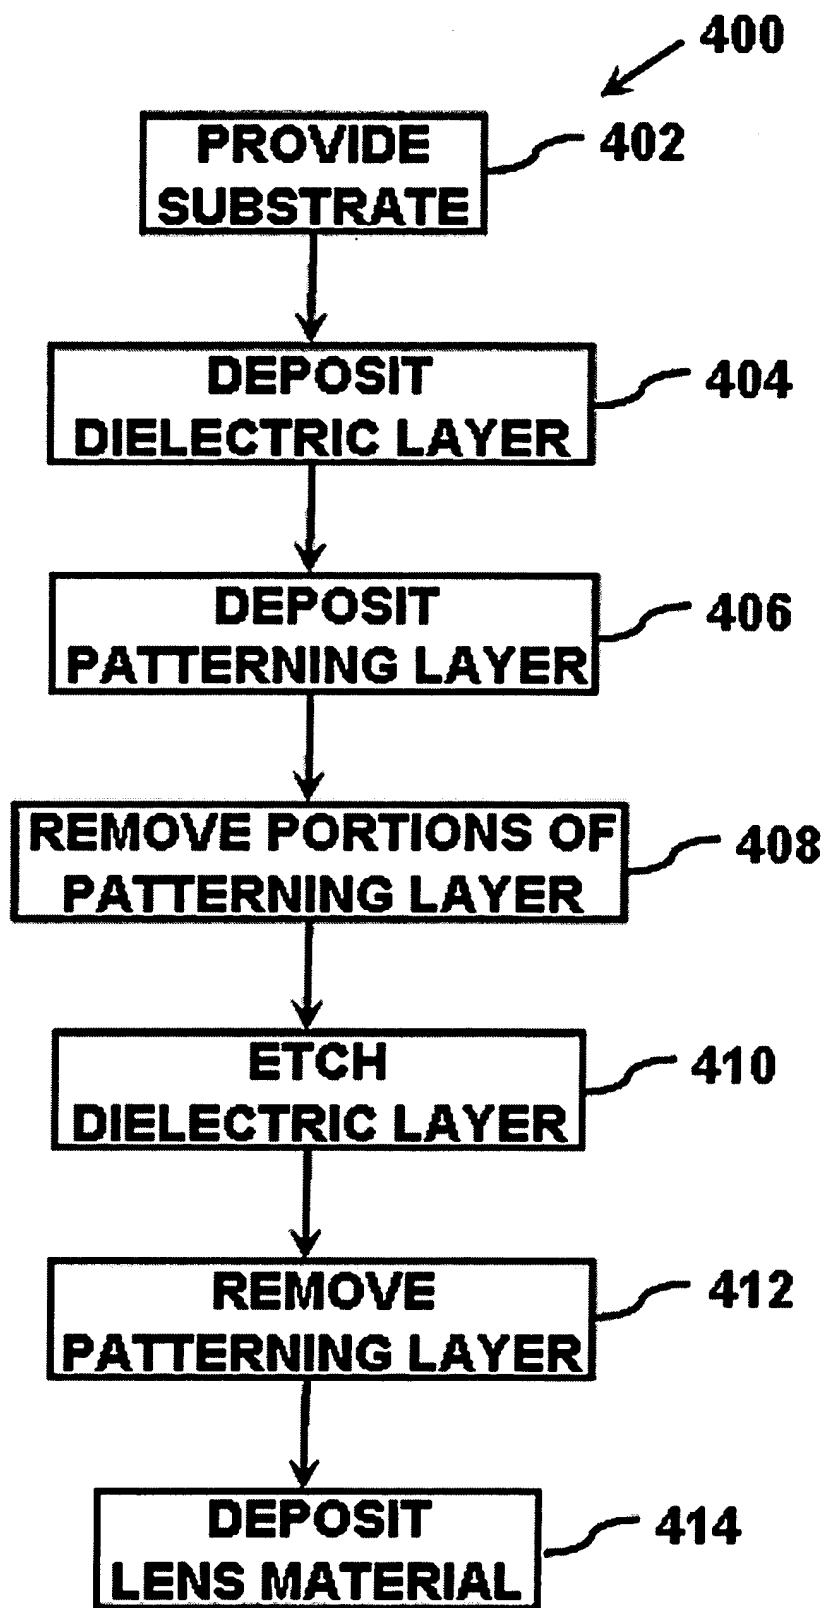 400
PROVIDE
SUBSTRATE
402
DEPOSIT
DIELECTRIC LAYER
404
DEPOSIT
PATTERNING LAYER
406
REMOVE PORTIONS OF
PATTERNING LAYER
408
ETCH
DIELECTRIC LAYER
410
REMOVE
PATTERNING LAYER
412
DEPOSIT
LENS MATERIAL
414